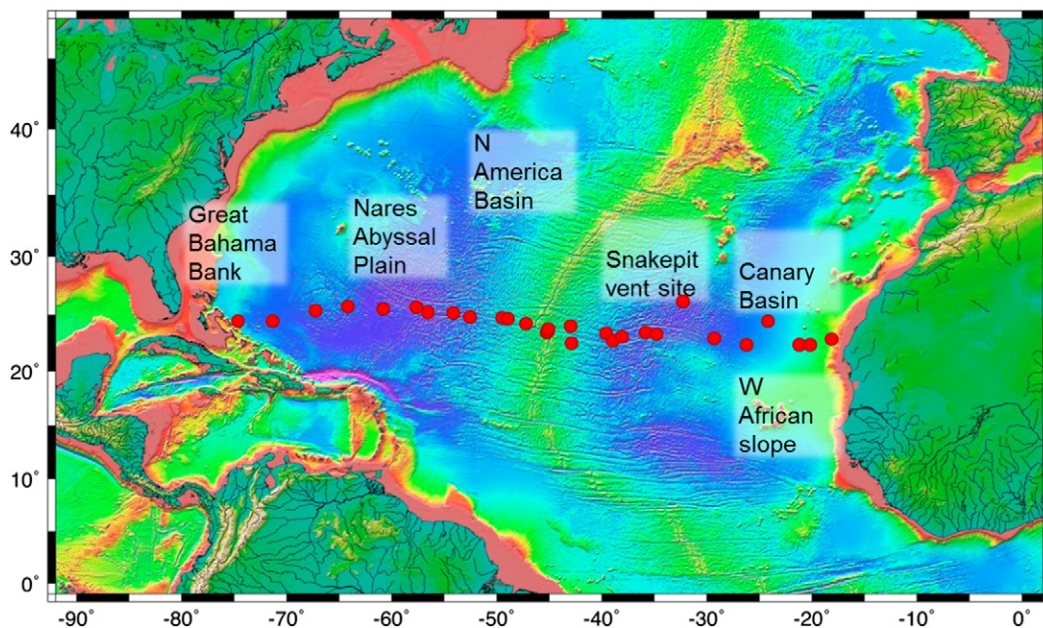 40°
30°
20°
10°
0°
N
America
Basin
Nares
Abyssal
Plain
Great
Bahama
Bank
Snakepit
vent site
Canary
Basin
W
African
slope
-90
-80
-70
-60
-50
-40
-30
-20
-10
0°